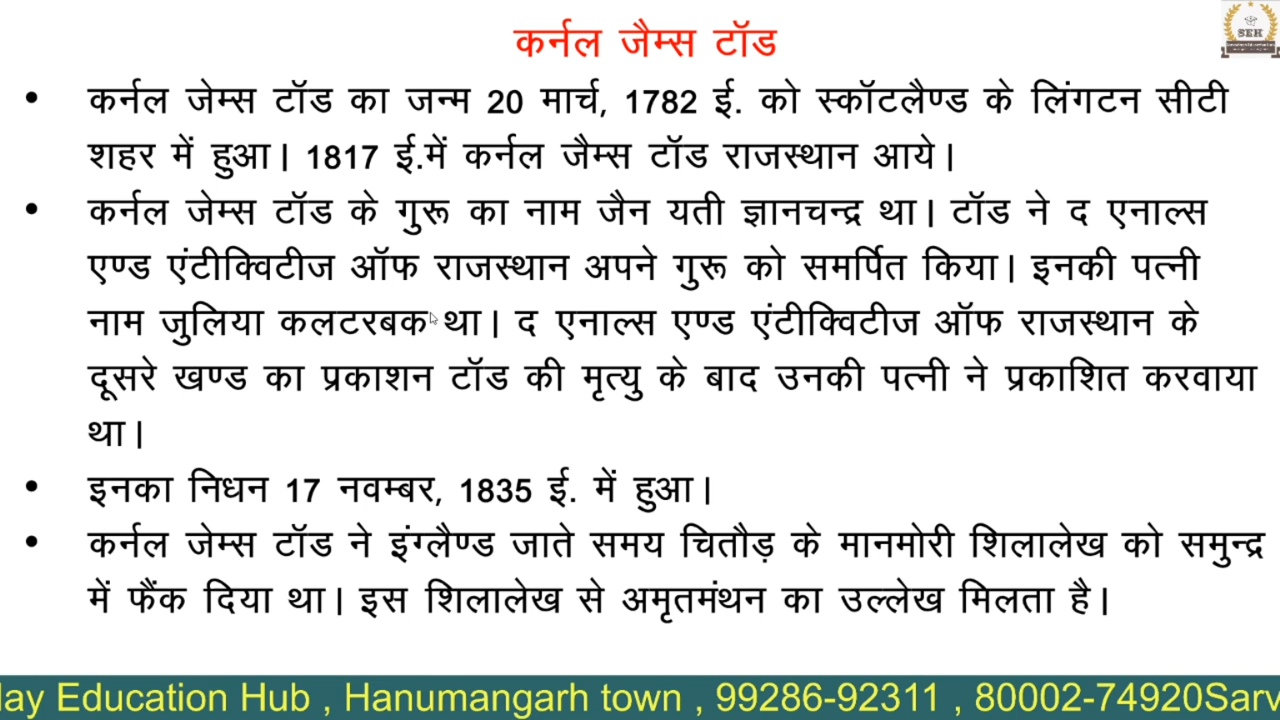 कर्नल जैम्स टॉड
SEH
• कर्नल जेम्स टॉड का जन्म 20 मार्च, 1782 ई. को स्कॉटलैण्ड के लिंगटन सीटी
शहर में हुआ। 1817 ई.में कर्नल जैम्स टॉड राजस्थान आये।
• कर्नल जेम्स टॉड के गुरू का नाम जैन यती ज्ञानचन्द्र था। टॉड ने द एनाल्स
एण्ड एंटीक्विटीज ऑफ राजस्थान अपने गुरू को समर्पित किया। इनकी पत्नी
नाम जुलिया कलटरबक था। द एनाल्स एण्ड एंटीक्विटीज ऑफ राजस्थान के
दूसरे खण्ड का प्रकाशन टॉड की मृत्यु के बाद उनकी पत्नी ने प्रकाशित करवाया
था।
• इनका निधन 17 नवम्बर, 1835 ई. में हुआ।
• कर्नल जेम्स टॉड ने इंग्लैण्ड जाते समय चितौड़ के मानमोरी शिलालेख को समुन्द्र
में फैंक दिया था। इस शिलालेख से अमृतमंथन का उल्लेख मिलता है।
lay Education Hub , Hanumangarh town , 99286-92311 , 80002-74920Sarv